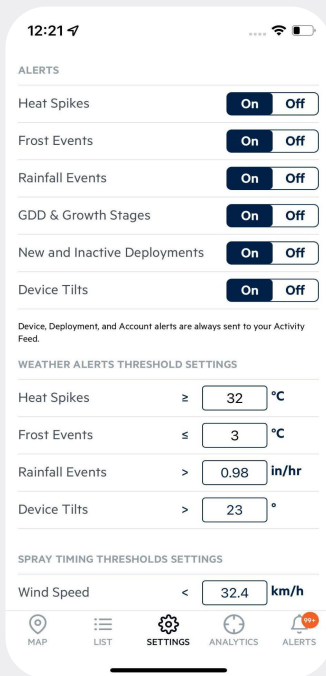 12:21
ALERTS
Heat Spikes On Off
Frost Events On Off
Rainfall Events On Off
GDD & Growth Stages On Off
New and Inactive Deployments On Off
Device Tilts On Off
Device, Deployment, and Account alerts are always sent to your Activity
Feed.
WEATHER ALERTS THRESHOLD SETTINGS
Heat Spikes ≥ 32 °C
Frost Events ≤ 3 °C
Rainfall Events > 0.98 in/hr
Device Tilts > 23 °
SPRAY TIMING THRESHOLDS SETTINGS
Wind Speed < 32.4 km/h
99+
MAP LIST SETTINGS ANALYTICS ALERTS